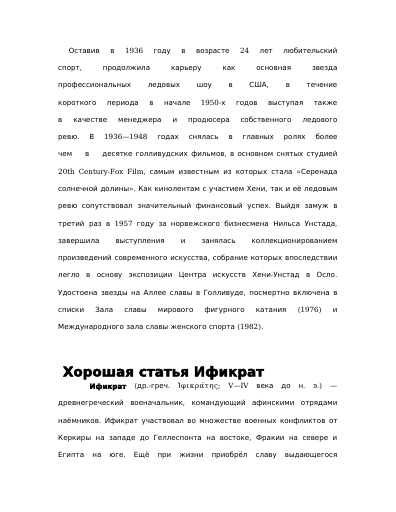 Оставив в 1936 году в возрасте 24 лет любительский
спорт, продолжила карьеру как основная звезда
профессиональных ледовых шоу в США, в течение
короткого периода в начале 1950-х годов выступая также
в качестве менеджера и продюсера собственного ледового
ревю. В 1936—1948 годах снялась в главных ролях более
чем в десятке голливудских фильмов, в основном снятых студией
20th Century-Fox Film, самым известным из которых стала «Серенада
солнечной долины». Как кинолентам с участием Хени, так и её ледовым
ревю сопутствовал значительный финансовый успех. Выйдя замуж в
третий раз в 1957 году за норвежского бизнесмена Нильса Унстада,
завершила выступления и занялась коллекционированием
произведений современного искусства, собрание которых впоследствии
легло в основу экспозиции Центра искусств Хени-Унстад в Осло.
Удостоена звезды на Аллее славы в Голливуде, посмертно включена в
списки Зала славы мирового фигурного катания (1976) и
Международного зала славы женского спорта (1982).
Хорошая статья Ификрат
Ификрат (др.-греч. Ἰφικράτης; V—IV века до н. э.) —
древнегреческий военачальник, командующий афинскими отрядами
наёмников. Ификрат участвовал во множестве военных конфликтов от
Керкиры на западе до Геллеспонта на востоке, Фракии на севере и
Египта на юге. Ещё при жизни приобрёл славу выдающегося